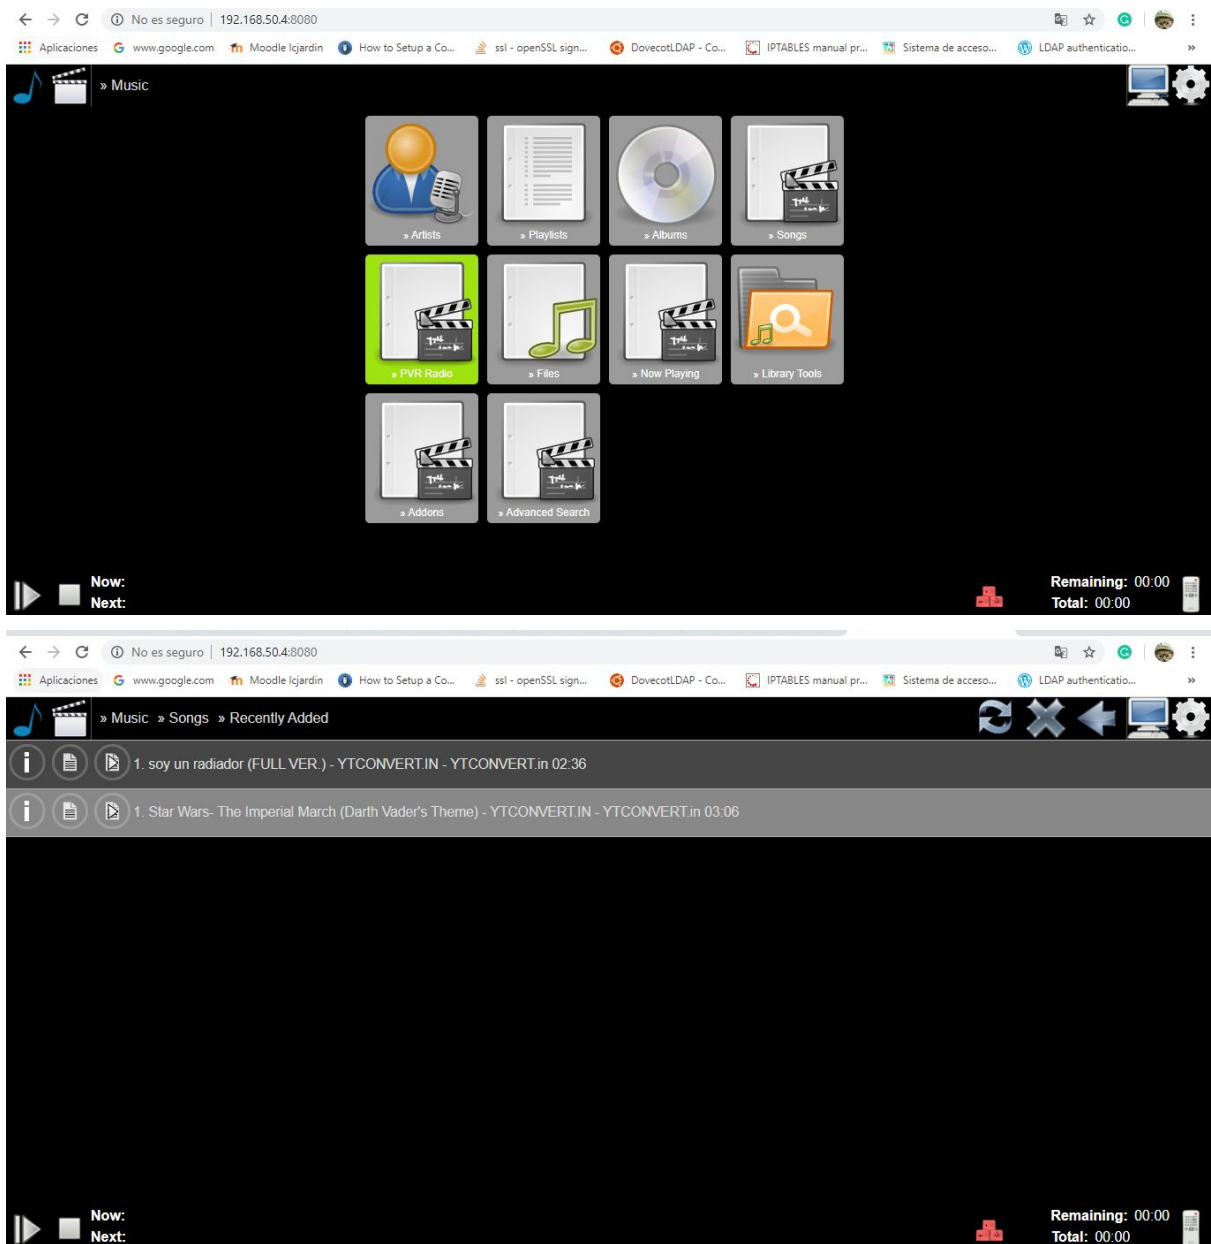 No es seguro | 192.168.50.4:8080
Aplicaciones www.google.com Moodle lcjardin How to Setup a Co... ssl - openSSL sign... DovecotLDAP - Co... IPTABLES manual pr... Sistema de acceso... LDAP authenticatio... »
» Music
» Artists » Playlists » Albums » Songs
» PVR Radio » Files » Now Playing » Library Tools
» Addons » Advanced Search
Now: Remaining: 00:00
Next: Total: 00:00
No es seguro | 192.168.50.4:8080
Aplicaciones www.google.com Moodle lcjardin How to Setup a Co... ssl - openSSL sign... DovecotLDAP - Co... IPTABLES manual pr... Sistema de acceso... LDAP authenticatio... »
» Music » Songs » Recently Added
1. soy un radiador (FULL VER.) - YTCONVERT.IN - YTCONVERT.in 02:36
1. Star Wars- The Imperial March (Darth Vader's Theme) - YTCONVERT.IN - YTCONVERT.in 03:06
Now: Remaining: 00:00
Next: Total: 00:00